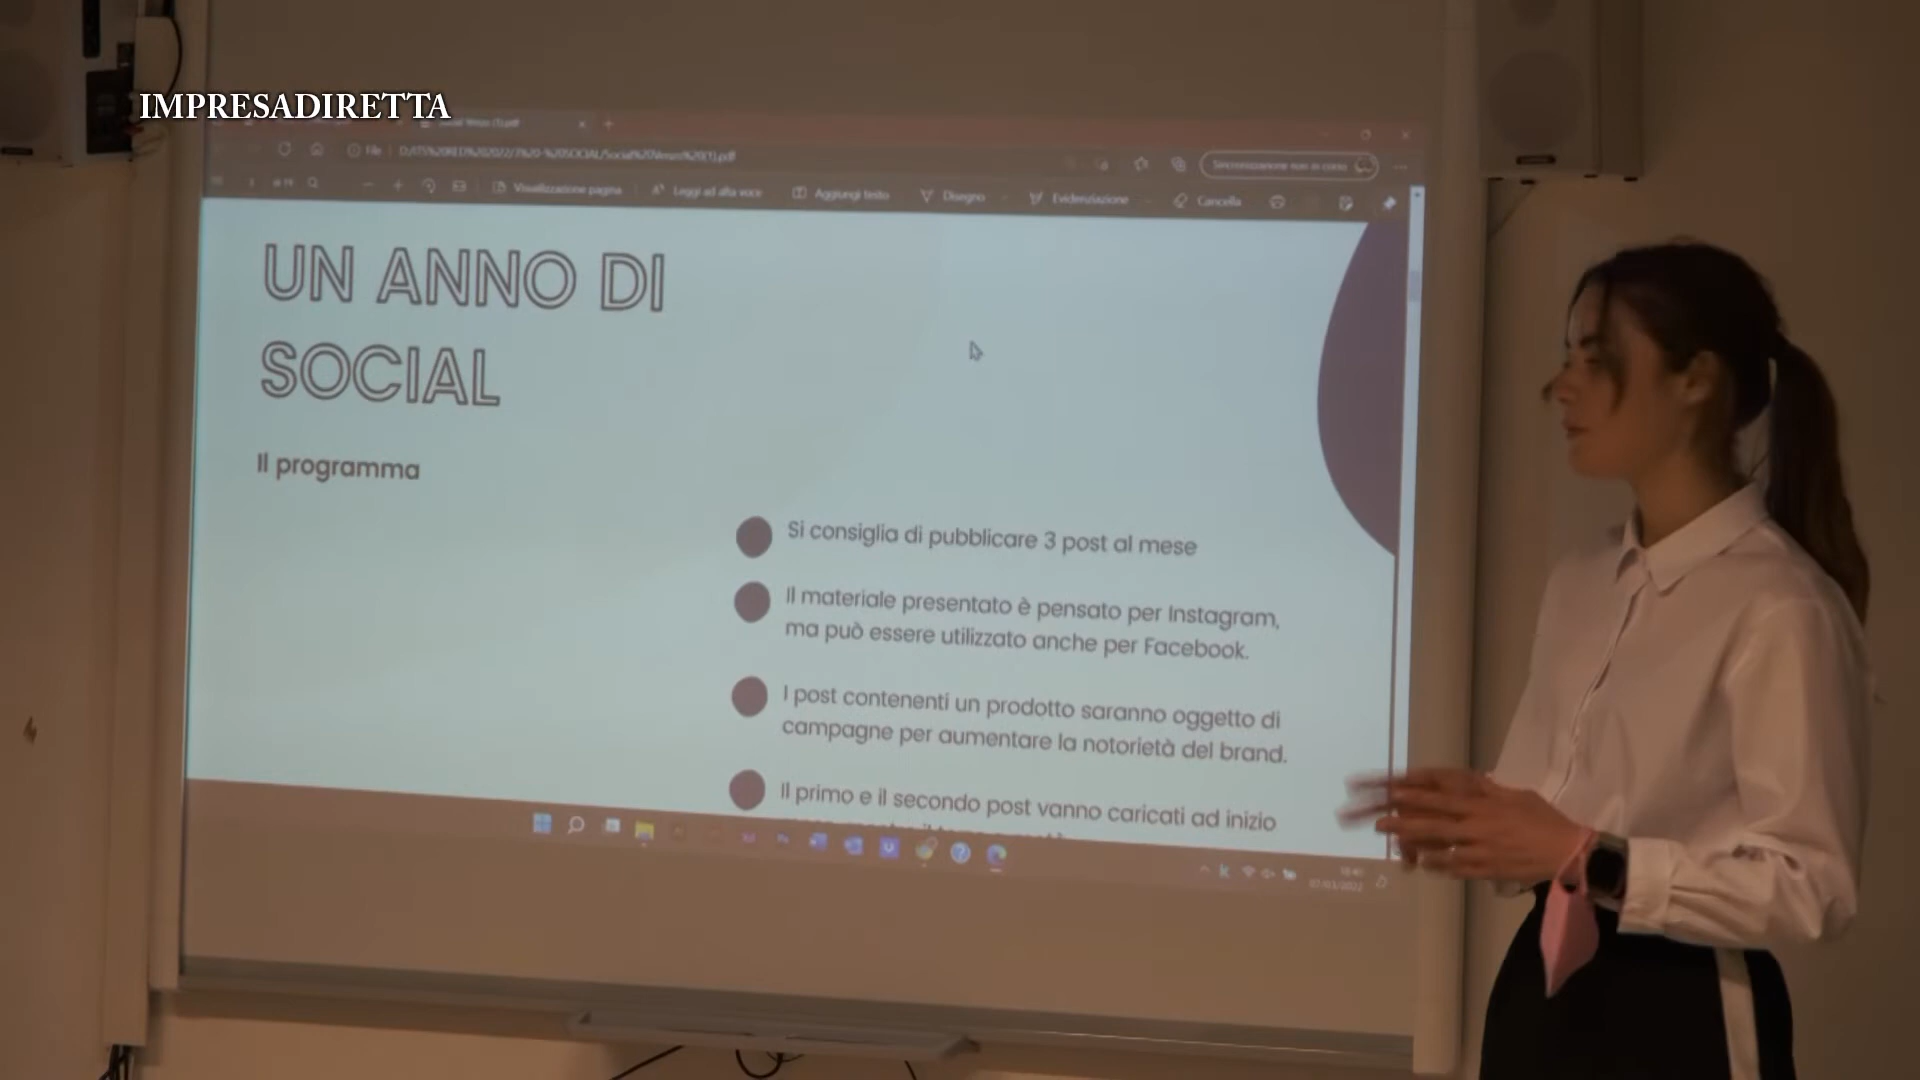 IMPRESADIRETTA
File
Visualizzazione pagina
Leggi ad alta voce
Aggiungi testo
Disegno
Evidenziazione
Cancella
UN ANNO DI
SOCIAL
Il programma
Si consiglia di pubblicare 3 post al mese
Il materiale presentato è pensato per Instagram,
ma può essere utilizzato anche per Facebook.
I post contenenti un prodotto saranno oggetto di
campagne per aumentare la notorietà del brand.
Il primo e il secondo post vanno caricati ad inizio